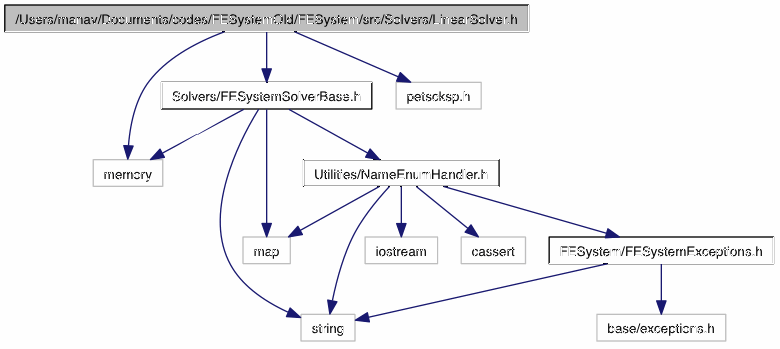 /Users/manav/Documents/codes/FESystemOld/FESystem/src/Solvers/LinearSolver.h
Solvers/FESystemSolverBase.h
petscksp.h
memory
Utilities/NameEnumHandler.h
map
iostream
cassert
FESystem/FESystemExceptions.h
string
base/exceptions.h